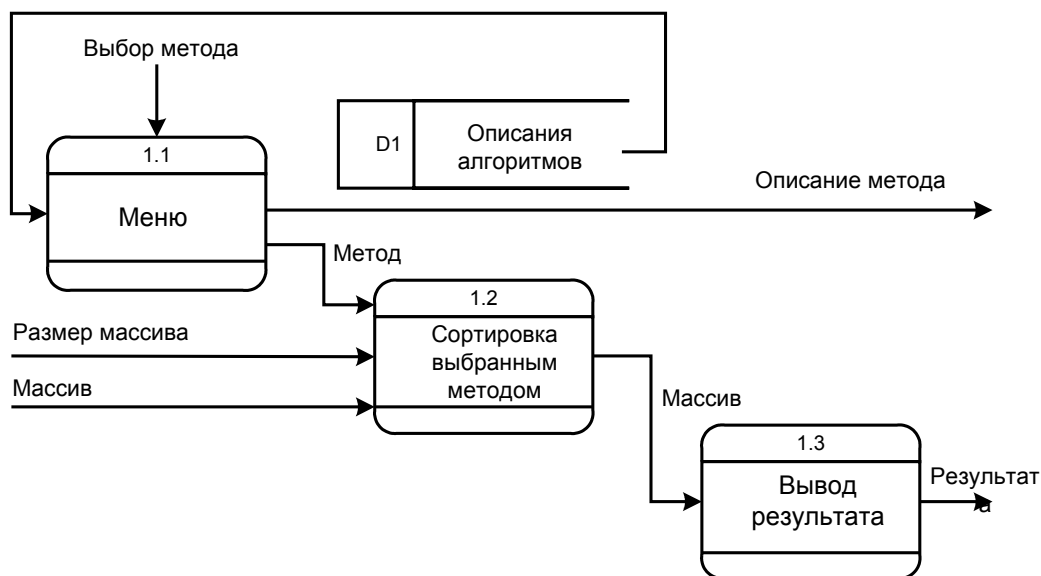 Выбор метода
1.1
Меню
D1
Описания
алгоритмов
Описание метода
Метод
Размер массива
Массив
1.2
Сортировка
выбранным
методом
Массив
1.3
Вывод
результата
Результат
а